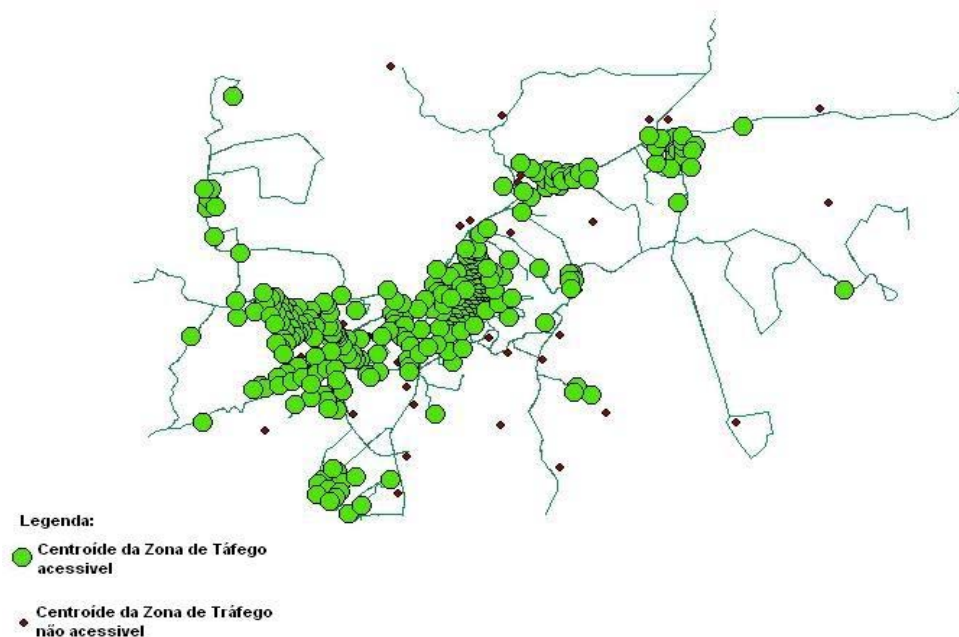 Legenda:
Centroíde da Zona de Táfego
acessivel
Centroíde da Zona de Tráfego
não acessivel